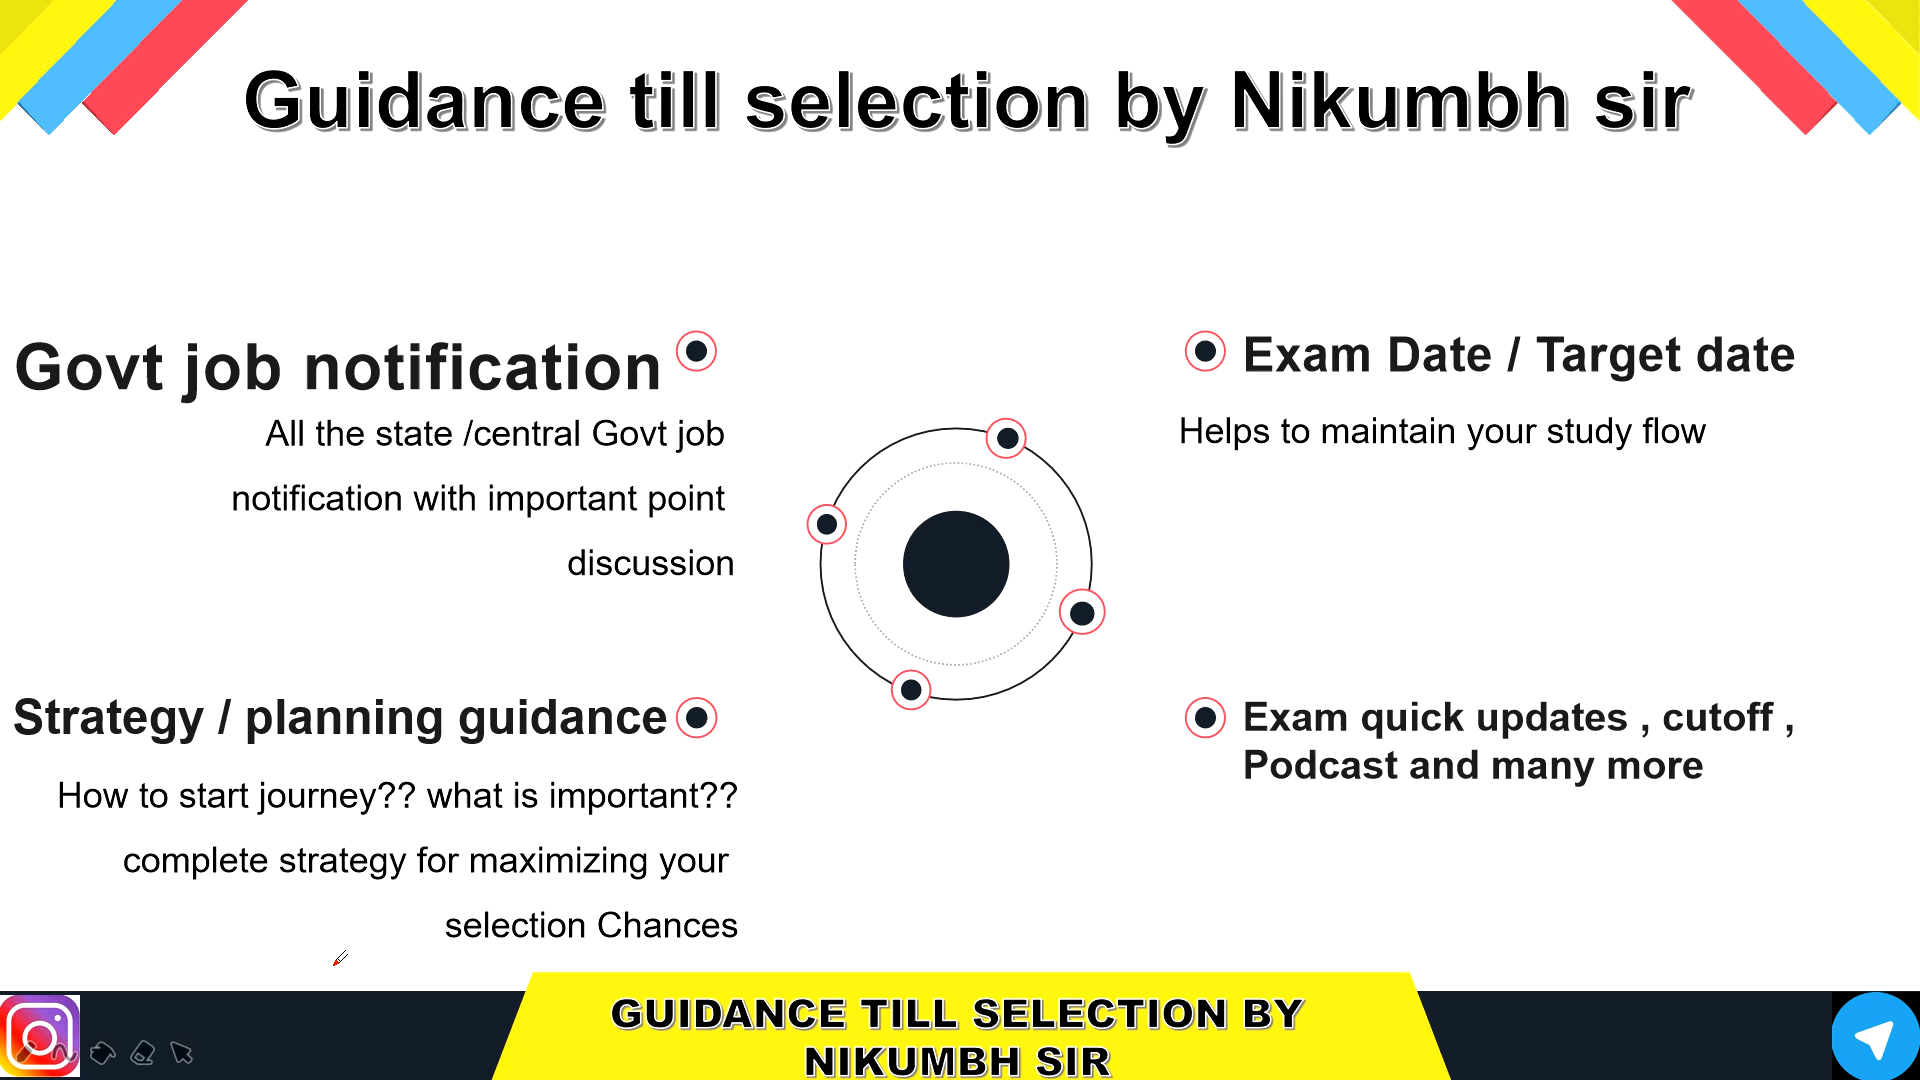 Guidance till selection by Nikumbh sir
Govt job notification
All the state /central Govt job
notification with important point
discussion
Strategy / planning guidance
How to start journey?? what is important??
complete strategy for maximizing your
selection Chances
Exam Date / Target date
Helps to maintain your study flow
Exam quick updates , cutoff ,
Podcast and many more
GUIDANCE TILL SELECTION BY
NIKUMBH SIR